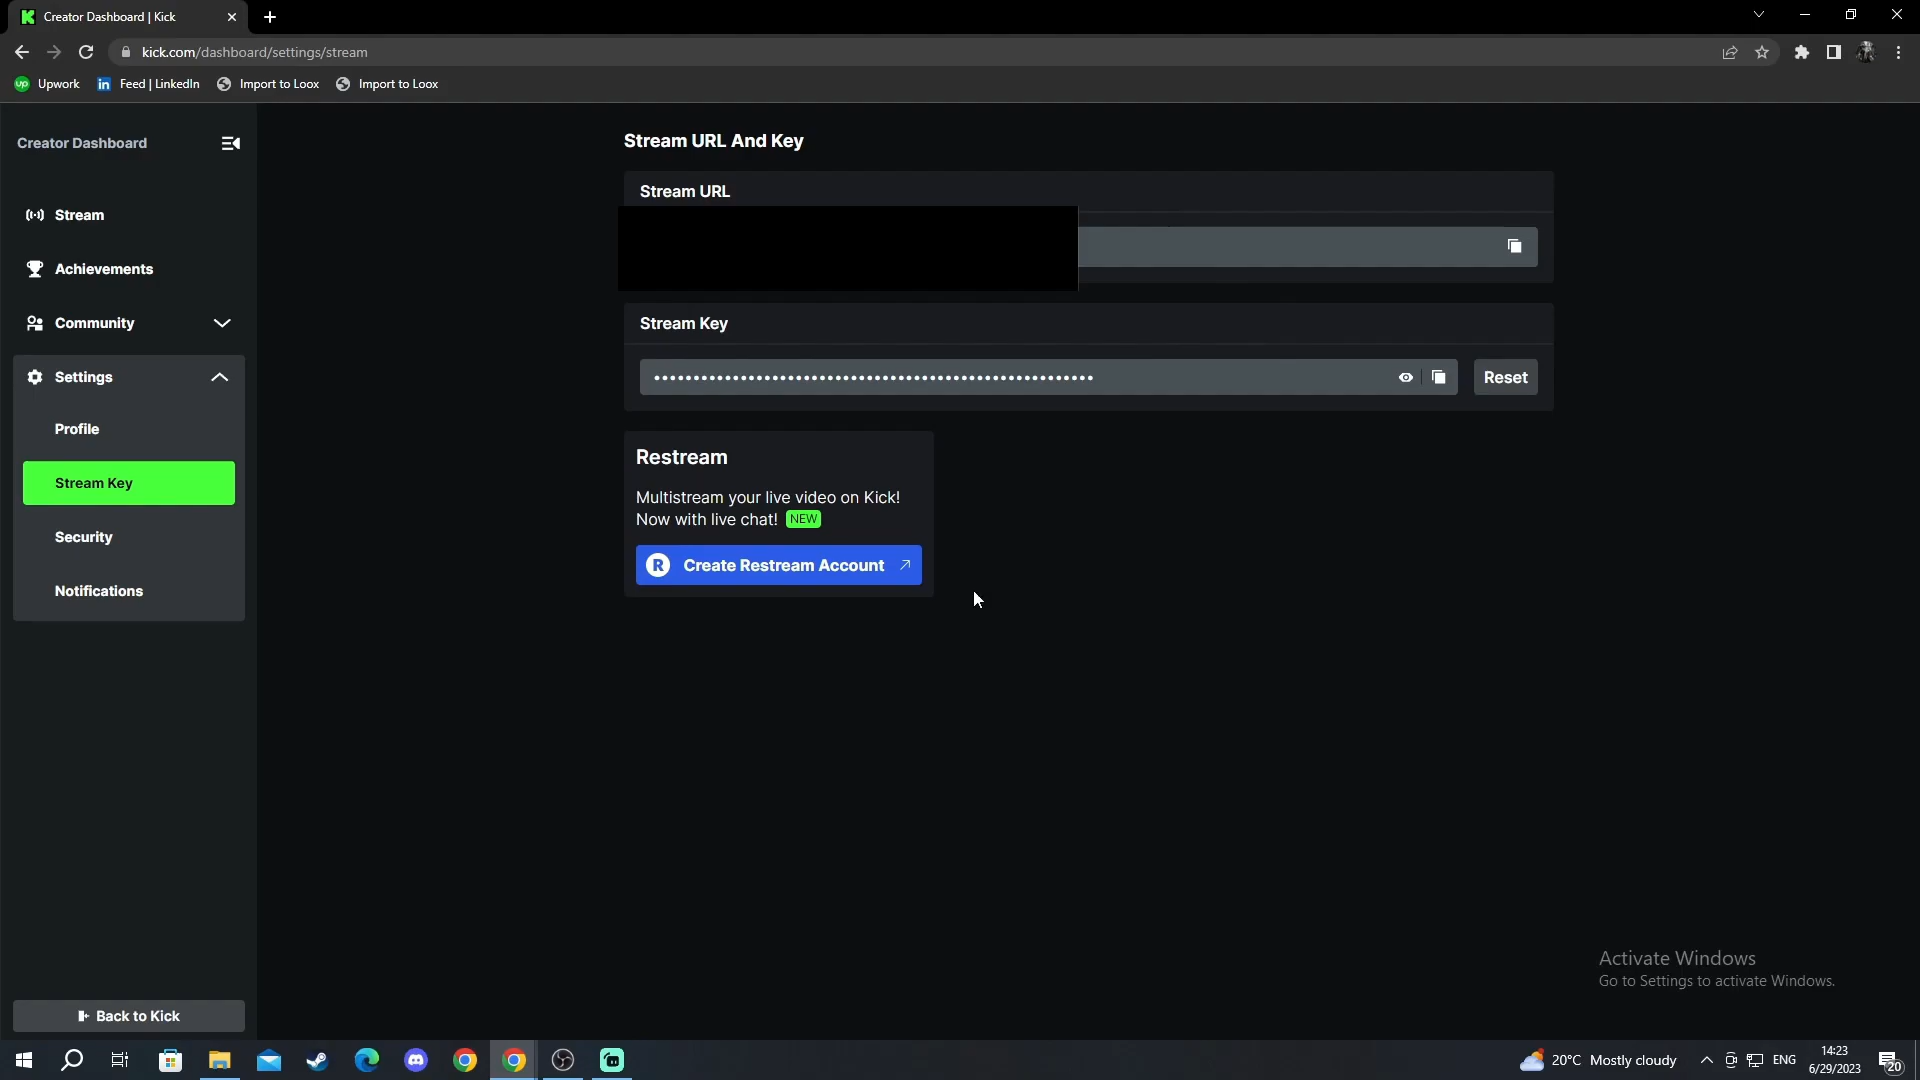 Creator Dashboard | Kick
kick.com/dashboard/settings/stream
Upwork
Feed | LinkedIn
Import to Loox
Import to Loox
Creator Dashboard
Stream
Achievements
Community
Settings
Profile
Stream Key
Security
Notifications
Back to Kick
Stream URL And Key
Stream URL
Stream Key
••••••••••••••••••••••••••••••••••••••••••••••••••••••••
Reset
Restream
Multistream your live video on Kick!
Now with live chat! NEW
R Create Restream Account
Activate Windows
Go to Settings to activate Windows.
20°C Mostly cloudy
ENG
14:23
6/29/2023
20